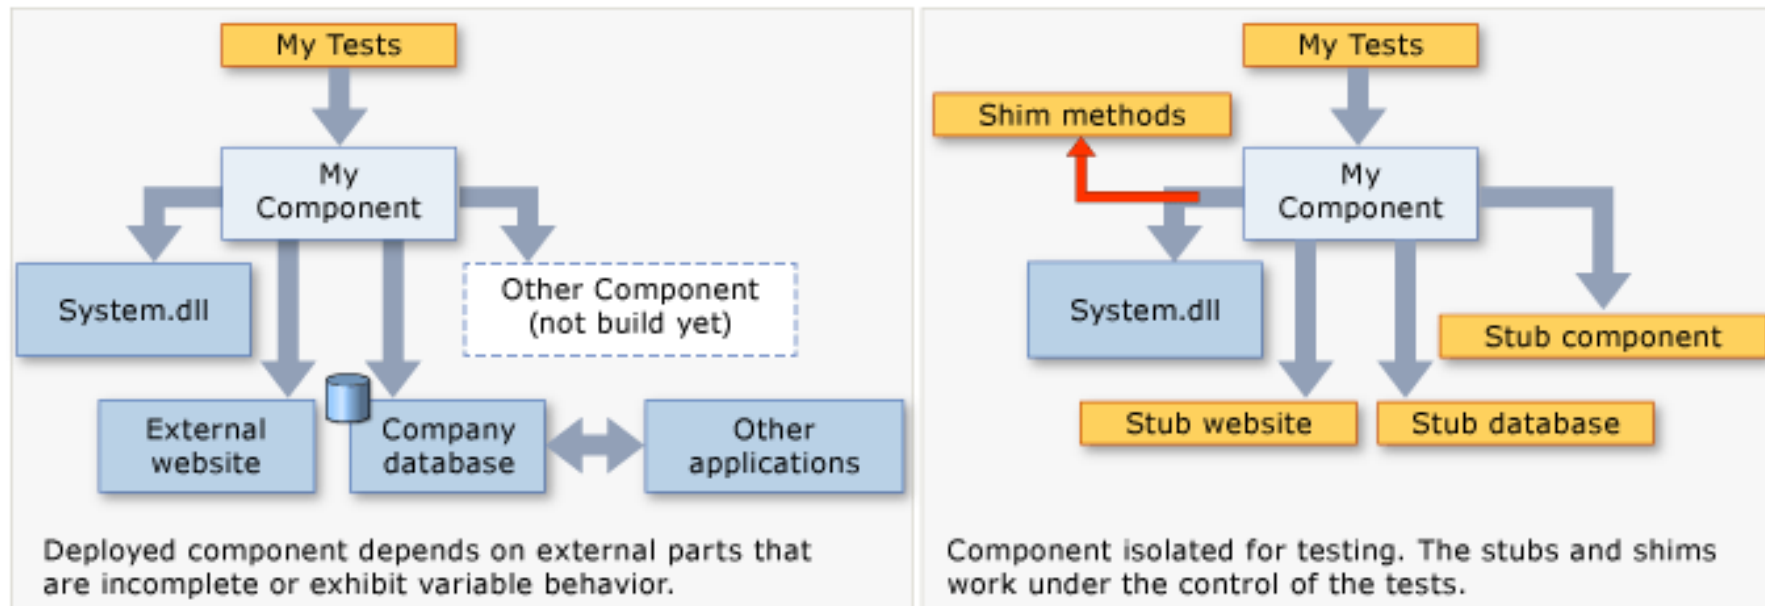 My Tests
My
Component
System.dll
Other Component
(not build yet)
External
website
Company
database
Other
applications
Deployed component depends on external parts that
are incomplete or exhibit variable behavior.
My Tests
Shim methods
My
Component
System.dll
Stub component
Stub website
Stub database
Component isolated for testing. The stubs and shims
work under the control of the tests.